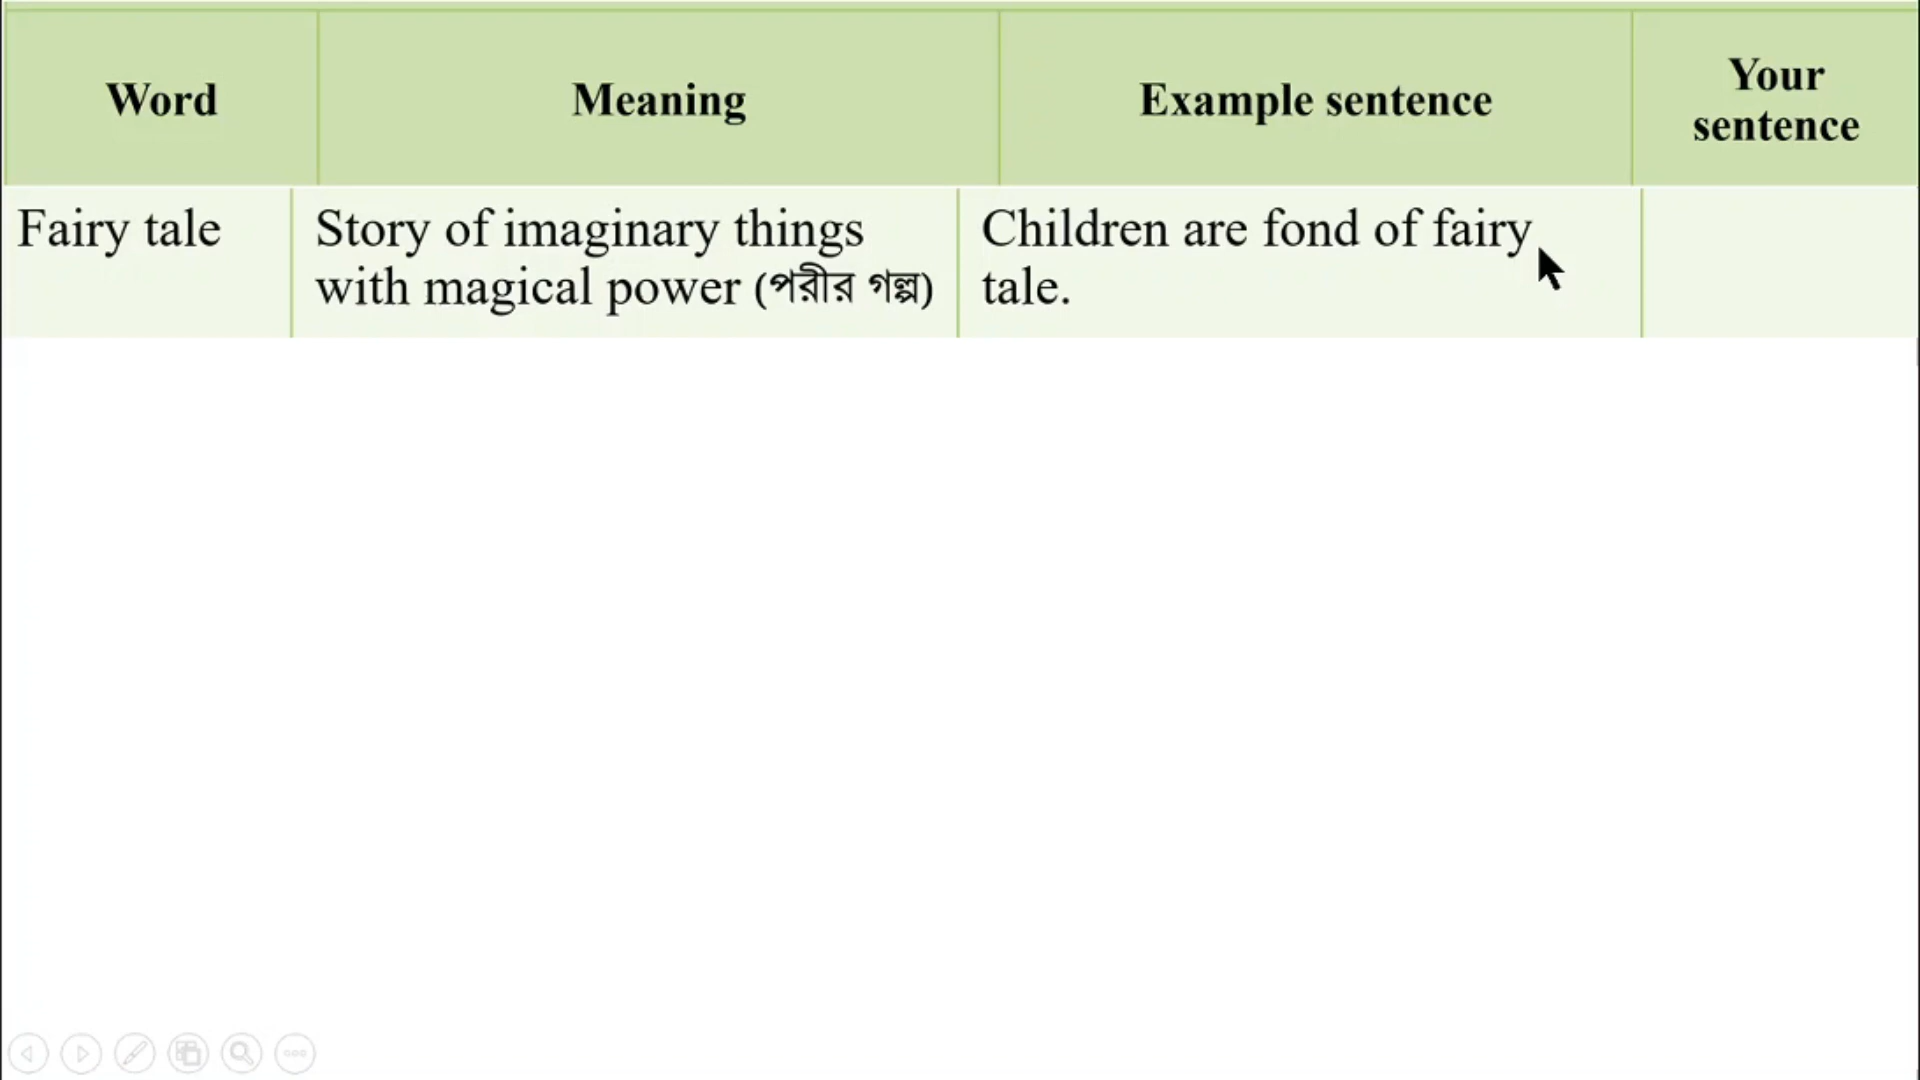 Word
Meaning
Example sentence
Your
sentence
Fairy tale
Story of imaginary things
with magical power (পরীর গল্প)
Children are fond of fairy
tale.